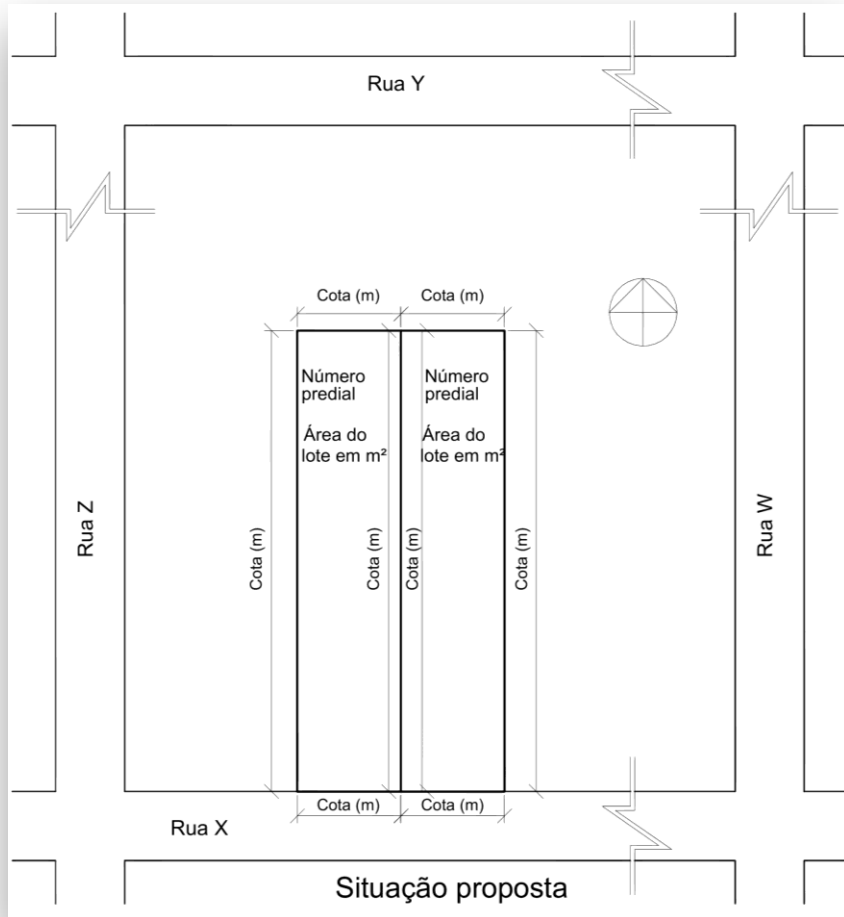 Rua Y
Cota (m)
Cota (m)
Número
predial
Número
predial
Área do
lote em m²
Área do
lote em m²
Rua Z
Cota (m)
Cota (m)
Cota (m)
Cota (m)
Rua W
Cota (m)
Cota (m)
Rua X
Situação proposta